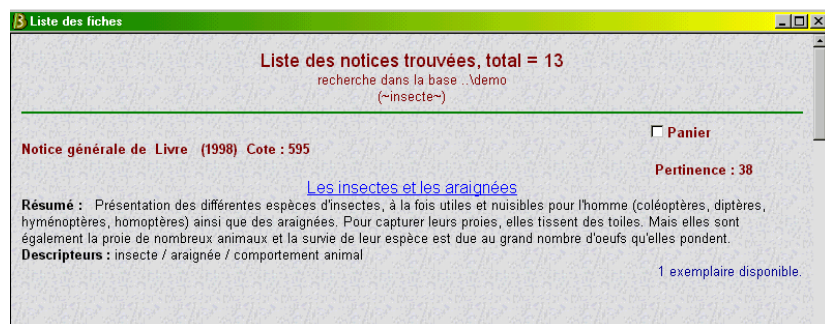 Liste des fiches
Liste des notices trouvées, total = 13
recherche dans la base ..\demo
(~insecte~)
Panier
Notice générale de Livre (1998) Cote : 595
Pertinence : 38
Les insectes et les araignées
Résumé : Présentation des différentes espèces d'insectes, à la fois utiles et nuisibles pour l'homme (coléoptères, diptères,
hyménoptères, homoptères) ainsi que des araignées. Pour capturer leurs proies, elles tissent des toiles. Mais elles sont
également la proie de nombreux animaux et la survie de leur espèce est due au grand nombre d'oeufs qu'elles pondent.
Descripteurs : insecte / araignée / comportement animal
1 exemplaire disponible.